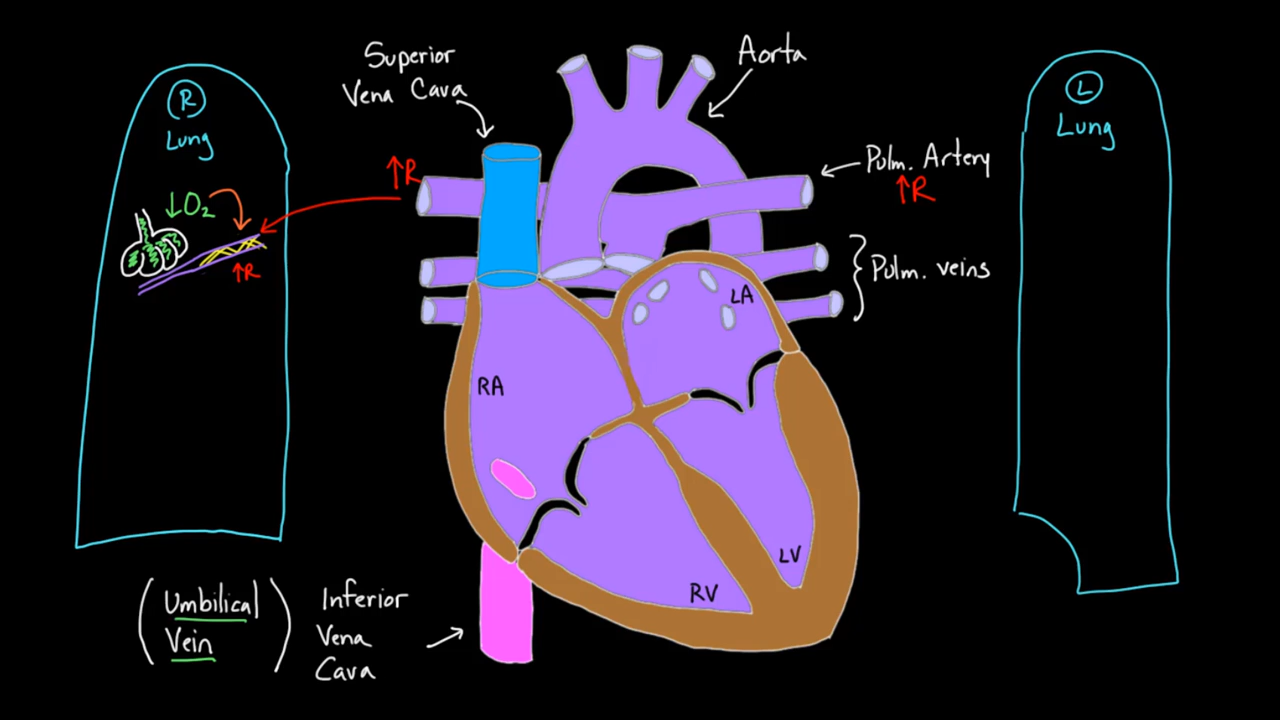 Superior
Vena Cava
Aorta
R
Lung
L
Lung
↑R
Pulm. Artery
↑R
↓O₂
↑R
Pulm. veins
LA
RA
LV
RV
(Umbilical
Vein)
Inferior
Vena
Cava